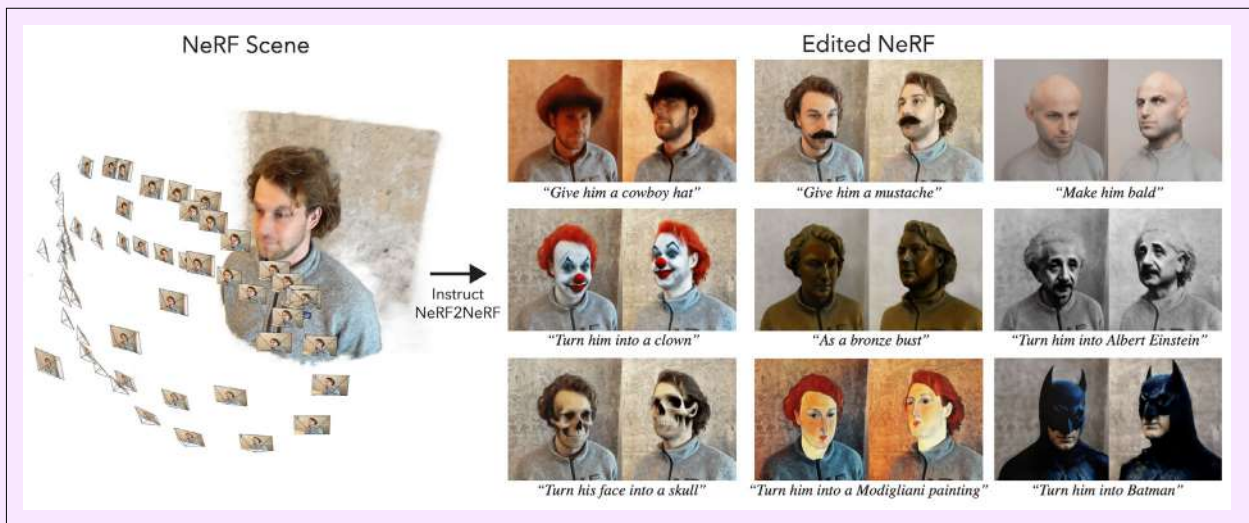 NeRF Scene
Edited NeRF
Instruct
NeRF2NeRF
"Give him a cowboy hat"
"Give him a mustache"
"Make him bald"
"Turn him into a clown"
"As a bronze bust"
"Turn him into Albert Einstein"
"Turn his face into a skull"
"Turn him into a Modigliani painting"
"Turn him into Batman"